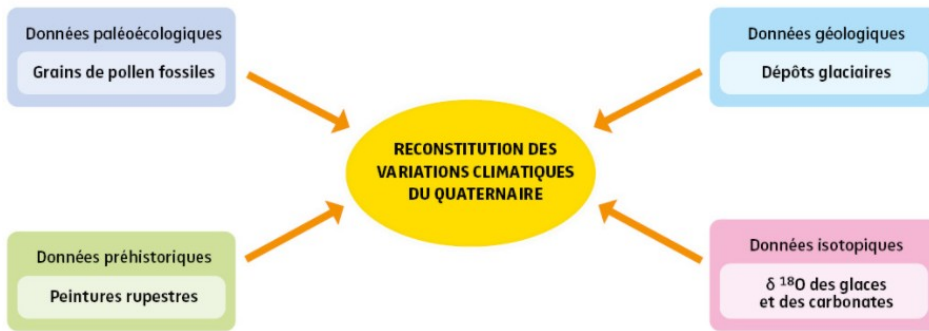 Données paléoécologiques
Grains de pollen fossiles
Données géologiques
Dépôts glaciaires
RECONSTITUTION DES
VARIATIONS CLIMATIQUES
DU QUATERNAIRE
Données préhistoriques
Peintures rupestres
Données isotopiques
δ ¹⁸O des glaces
et des carbonates